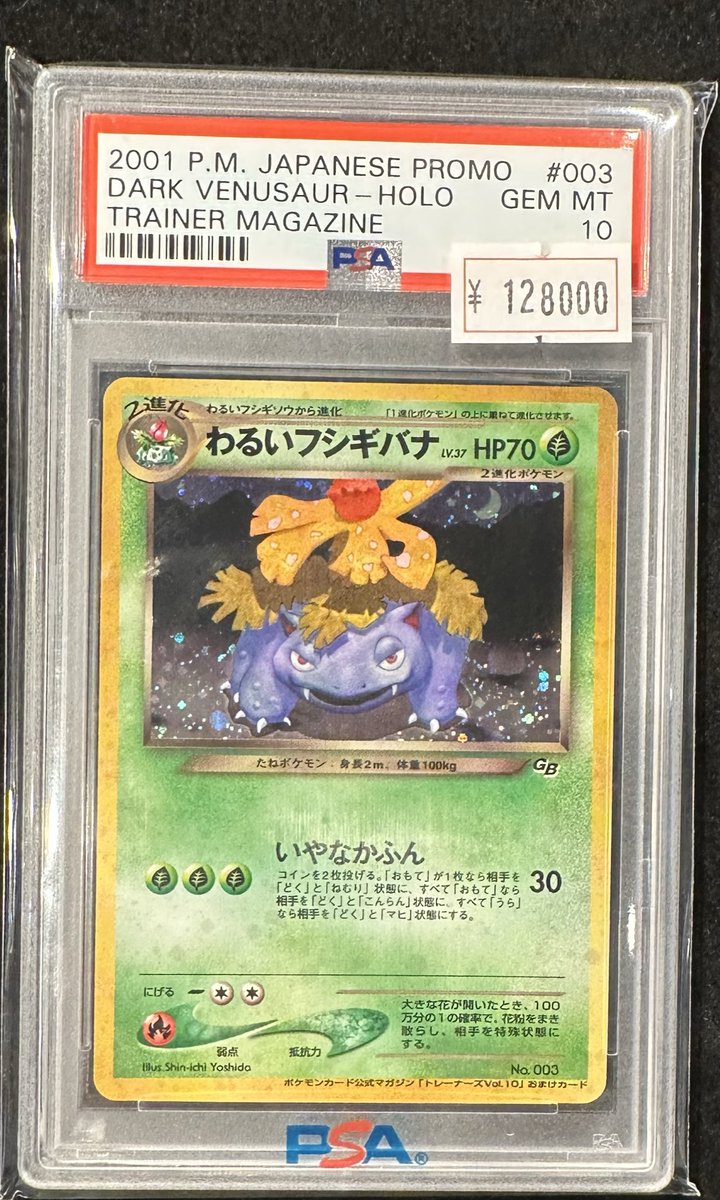 2001 P.M. JAPANESE PROMO #003
DARK VENUSAUR-HOLO GEM MT
TRAINER MAGAZINE 10
PSA
¥ 128000
2進化
わるいフシギソウから進化 「1進化ポケモン」の上に重ねて進化させます。
わるいフシギバナ LV.37 HP70
2進化ポケモン
たねポケモン 身長2m、体重100kg
GB
いやなかふん
コインを2枚投げる。「おもて」が1枚なら相手を
「どく」と「ねむり」状態に、すべて「おもて」なら 30
相手を「どく」と「こんらん」状態に、すべて「うら」
なら相手を「どく」と「マヒ」状態にする。
にげる
大きな花が開いたとき、100
万分の1の確率で、花粉をまき
散らし、相手を特殊状態に
する。
弱点 抵抗力
Illus.Shin-ichi Yoshida No. 003
ポケモンカード公式マガジン「トレーナーズVol.10」おまけカード
PSA®